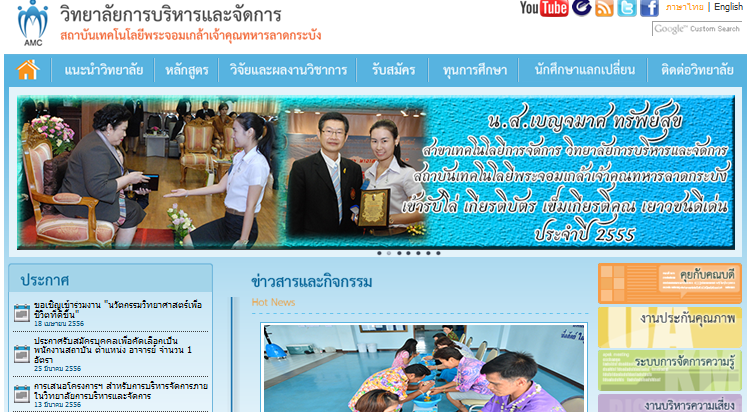 วิทยาลัยการบริหารและจัดการ
สถาบันเทคโนโลยีพระจอมเกล้าเจ้าคุณทหารลาดกระบัง
AMC
You Tube
ภาษาไทย | English
Google™ Custom Search
แนะนำวิทยาลัย
หลักสูตร
วิจัยและผลงานวิชาการ
รับสมัคร
ทุนการศึกษา
นักศึกษาแลกเปลี่ยน
ติดต่อวิทยาลัย
น.ส.เบญจมาศ ทรัพย์สุข
สาขาเทคโนโลยีการจัดการ วิทยาลัยการบริหารและจัดการ
สถาบันเทคโนโลยีพระจอมเกล้าเจ้าคุณทหารลาดกระบัง
เข้ารับโล่ เกียรติบัตร เข็มเกียรติคุณ เยาวชนดีเด่น
ประจำปี 2555
ประกาศ
ขอเชิญเข้าร่วมงาน "นวัตกรรมวิทยาศาสตร์เพื่อ
ชีวิตที่ดีขึ้น"
18 เมษายน 2556
ประกาศรับสมัครบุคคลเพื่อคัดเลือกเป็น
พนักงานสถาบัน ตำแหน่ง อาจารย์ จำนวน 1
อัตรา
25 มีนาคม 2556
การเสนอโครงการฯ สำหรับการบริหารจัดการภาย
ในวิทยาลัยการบริหารและจัดการ
13 มีนาคม 2556
ข่าวสารและกิจกรรม
Hot News
คุยกับคณบดี
งานประกันคุณภาพ
ระบบการจัดการความรู้
งานบริหารความเสี่ยง